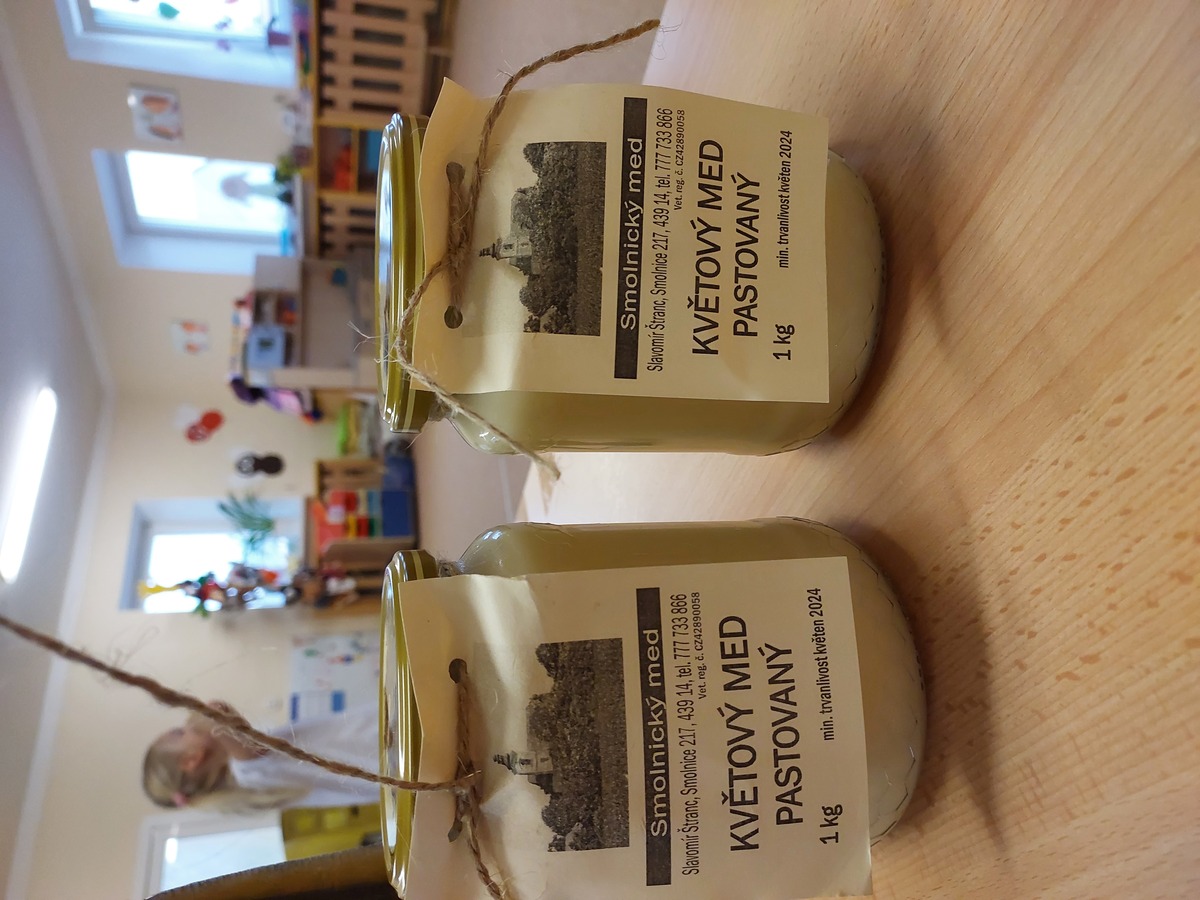 Smolnický med
Slavomír Štranc, Smolnice 217, 439 14, tel. 777 733 866
Vet. reg. č. CZ42890058
KVĚTOVÝ MED
PASTOVANÝ
1 kg
min. trvanlivost květen 2024
Smolnický med
Slavomír Štranc, Smolnice 217, 439 14, tel. 777 733 866
Vet. reg. č. CZ42890058
KVĚTOVÝ MED
PASTOVANÝ
1 kg
min. trvanlivost květen 2024